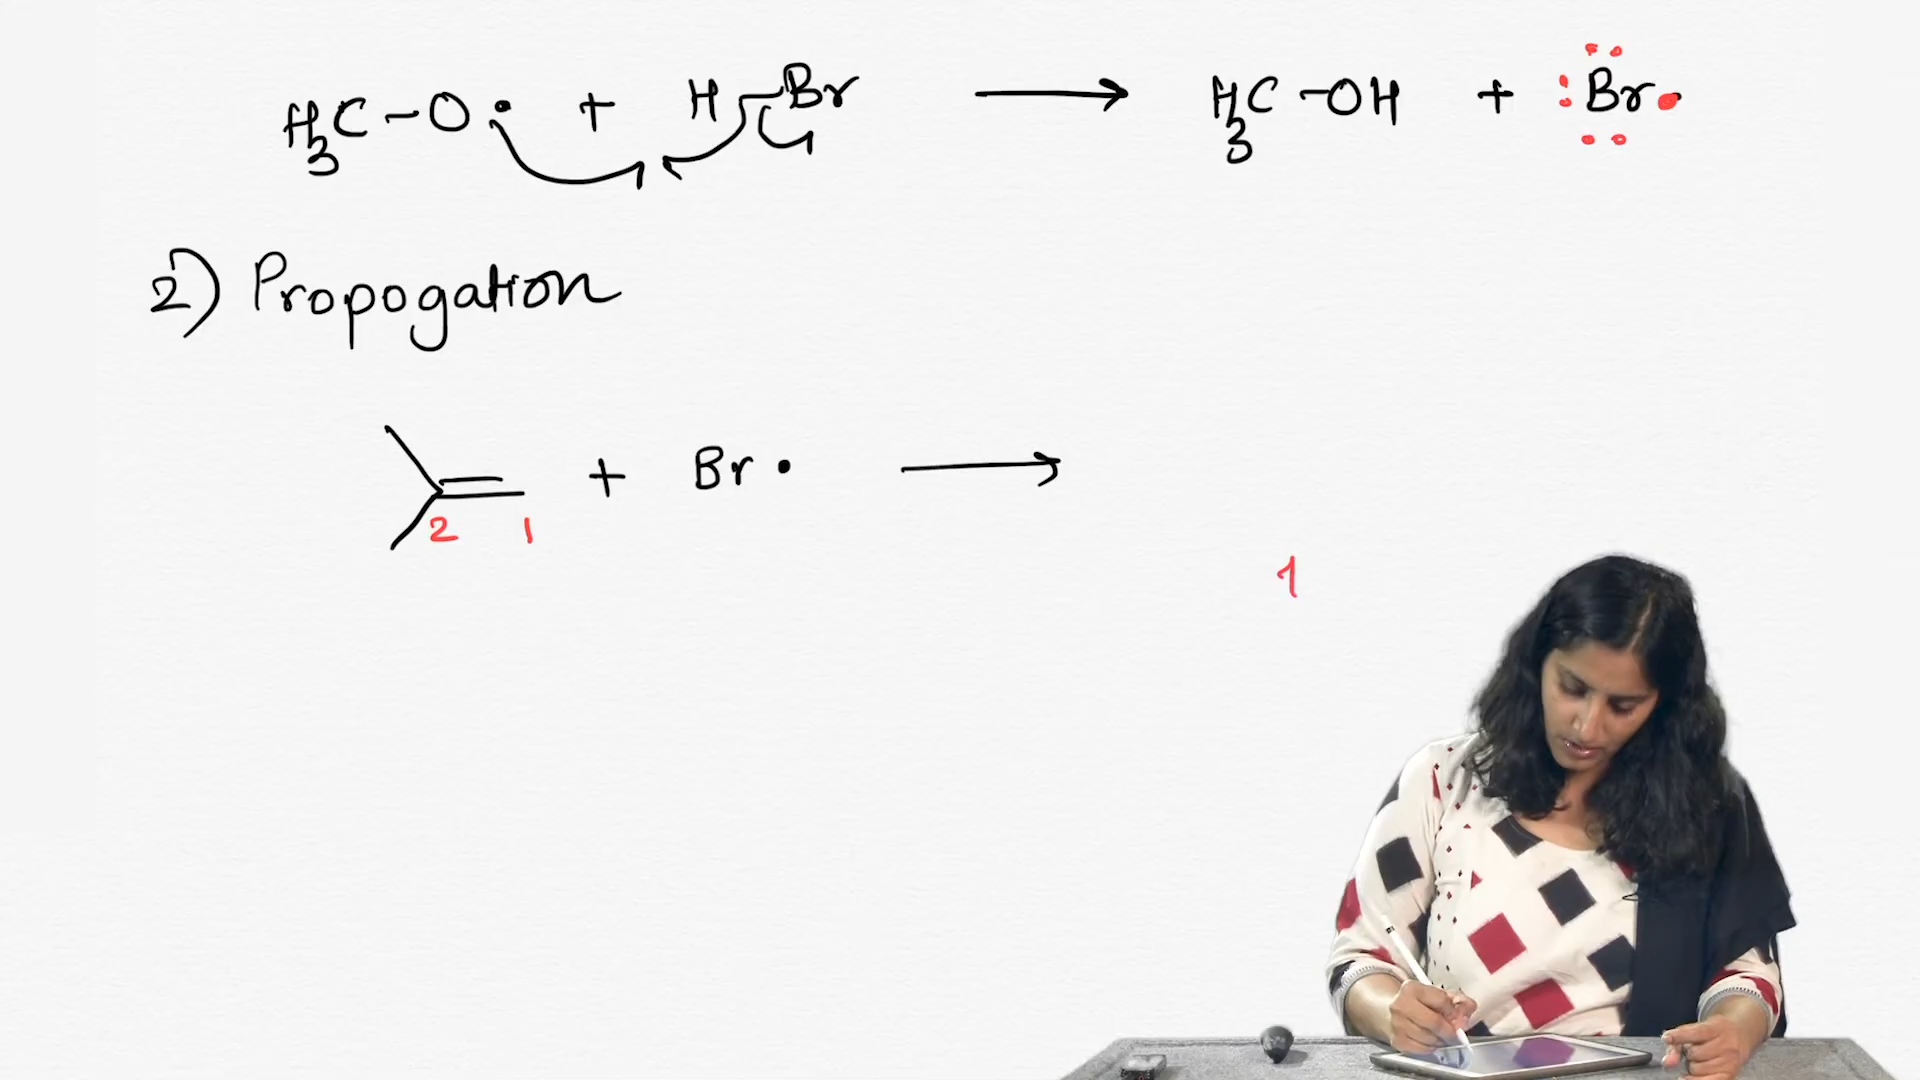 H₃C-O• + H-Br → H₃C-OH + :Br•
2) Propogation
+ Br• →
2 1
1